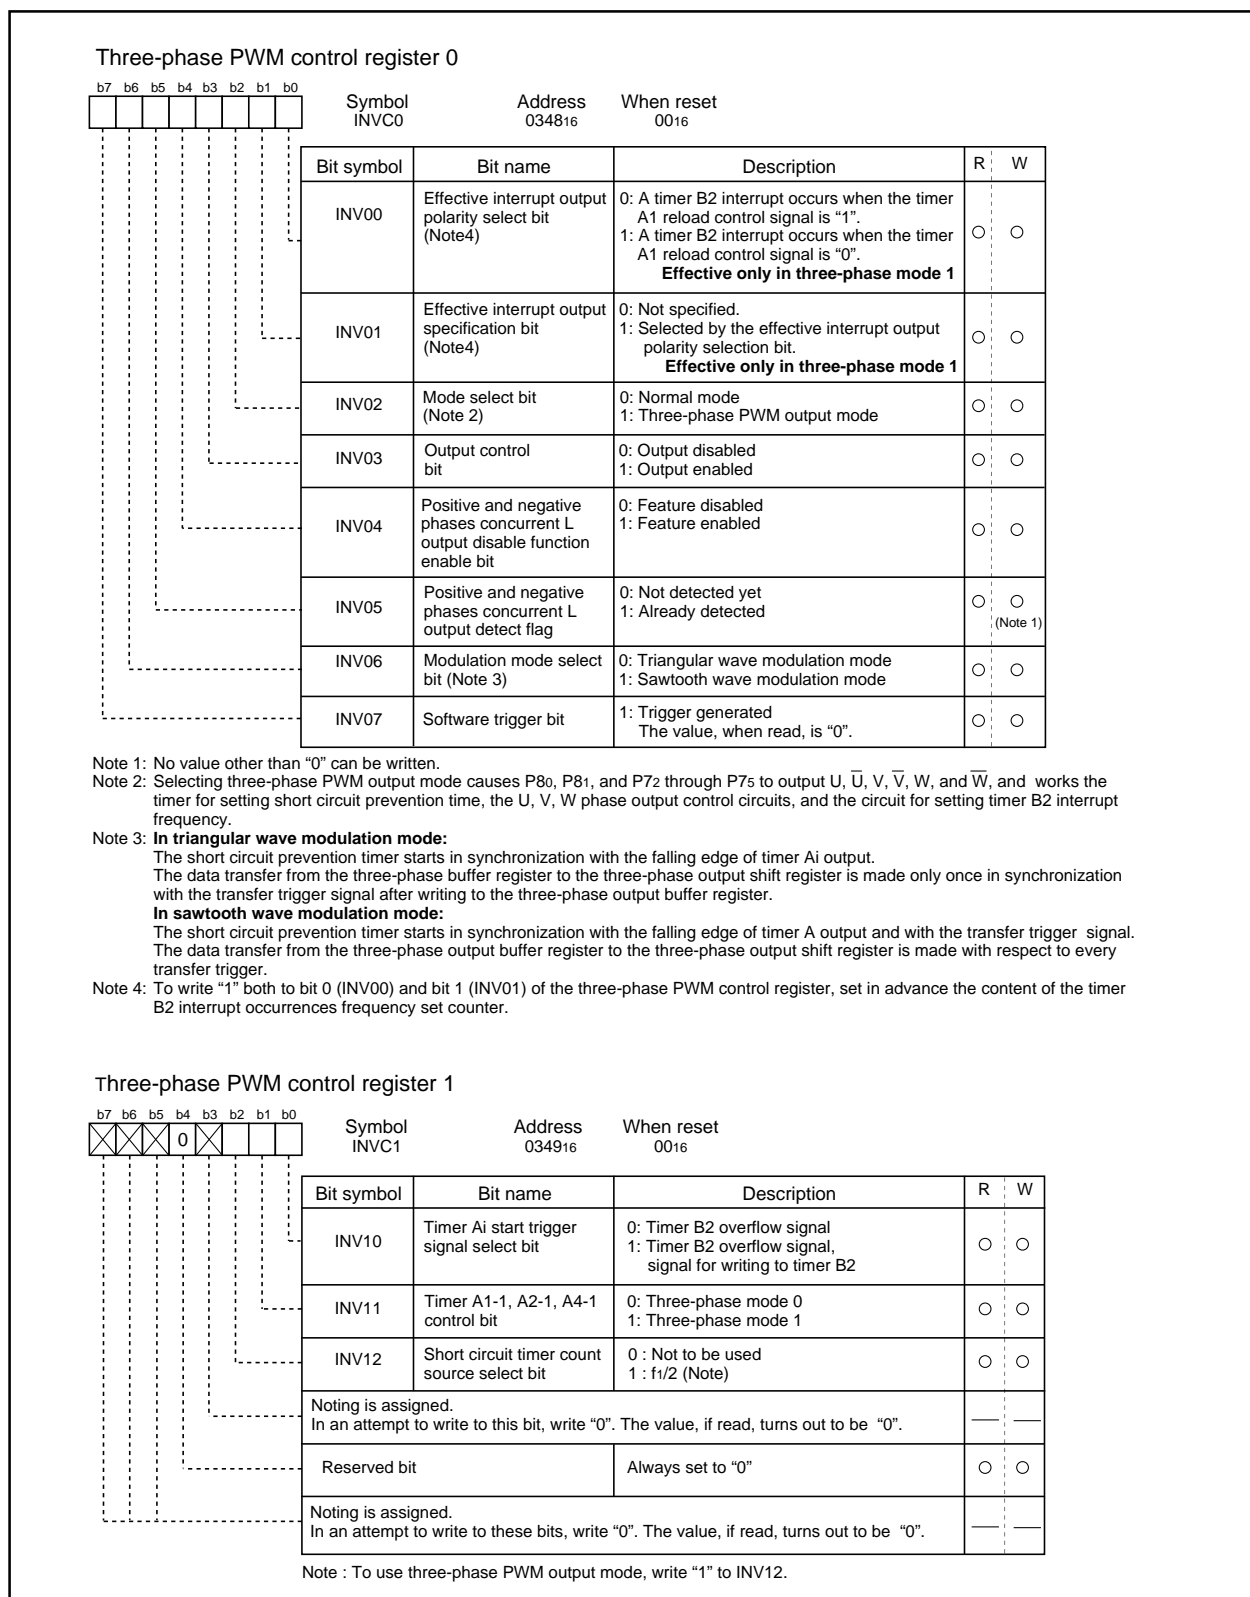 Three-phase PWM control register 0
b7 b6 b5 b4 b3 b2 b1 b0
Symbol Address When reset
INVC0 034816 0016
Bit symbol Bit name Description R W
INV00 Effective interrupt output polarity select bit (Note4) 0: A timer B2 interrupt occurs when the timer
A1 reload control signal is “1”.
1: A timer B2 interrupt occurs when the timer
A1 reload control signal is “0”.
Effective only in three-phase mode 1
INV01 Effective interrupt output specification bit (Note4) 0: Not specified.
1: Selected by the effective interrupt output
polarity selection bit.
Effective only in three-phase mode 1
INV02 Mode select bit (Note 2) 0: Normal mode
1: Three-phase PWM output mode
INV03 Output control bit 0: Output disabled
1: Output enabled
INV04 Positive and negative phases concurrent L output disable function enable bit 0: Feature disabled
1: Feature enabled
INV05 Positive and negative phases concurrent L output detect flag 0: Not detected yet
1: Already detected
(Note 1)
INV06 Modulation mode select bit (Note 3) 0: Triangular wave modulation mode
1: Sawtooth wave modulation mode
INV07 Software trigger bit 1: Trigger generated
The value, when read, is “0”.
Note 1: No value other than “0” can be written.
Note 2: Selecting three-phase PWM output mode causes P80, P81, and P72 through P75 to output U, U̅, V, V̅, W, and W̅, and works the
timer for setting short circuit prevention time, the U, V, W phase output control circuits, and the circuit for setting timer B2 interrupt
frequency.
Note 3: In triangular wave modulation mode:
The short circuit prevention timer starts in synchronization with the falling edge of timer Ai output.
The data transfer from the three-phase buffer register to the three-phase output shift register is made only once in synchronization
with the transfer trigger signal after writing to the three-phase output buffer register.
In sawtooth wave modulation mode:
The short circuit prevention timer starts in synchronization with the falling edge of timer A output and with the transfer trigger signal.
The data transfer from the three-phase output buffer register to the three-phase output shift register is made with respect to every
transfer trigger.
Note 4: To write “1” both to bit 0 (INV00) and bit 1 (INV01) of the three-phase PWM control register, set in advance the content of the timer
B2 interrupt occurrences frequency set counter.
Three-phase PWM control register 1
b7 b6 b5 b4 b3 b2 b1 b0
0
Symbol Address When reset
INVC1 034916 0016
Bit symbol Bit name Description R W
INV10 Timer Ai start trigger signal select bit 0: Timer B2 overflow signal
1: Timer B2 overflow signal,
signal for writing to timer B2
INV11 Timer A1-1, A2-1, A4-1 control bit 0: Three-phase mode 0
1: Three-phase mode 1
INV12 Short circuit timer count source select bit 0 : Not to be used
1 : f1/2 (Note)
Noting is assigned.
In an attempt to write to this bit, write “0”. The value, if read, turns out to be “0”.
Reserved bit Always set to “0”
Noting is assigned.
In an attempt to write to these bits, write “0”. The value, if read, turns out to be “0”.
Note : To use three-phase PWM output mode, write “1” to INV12.